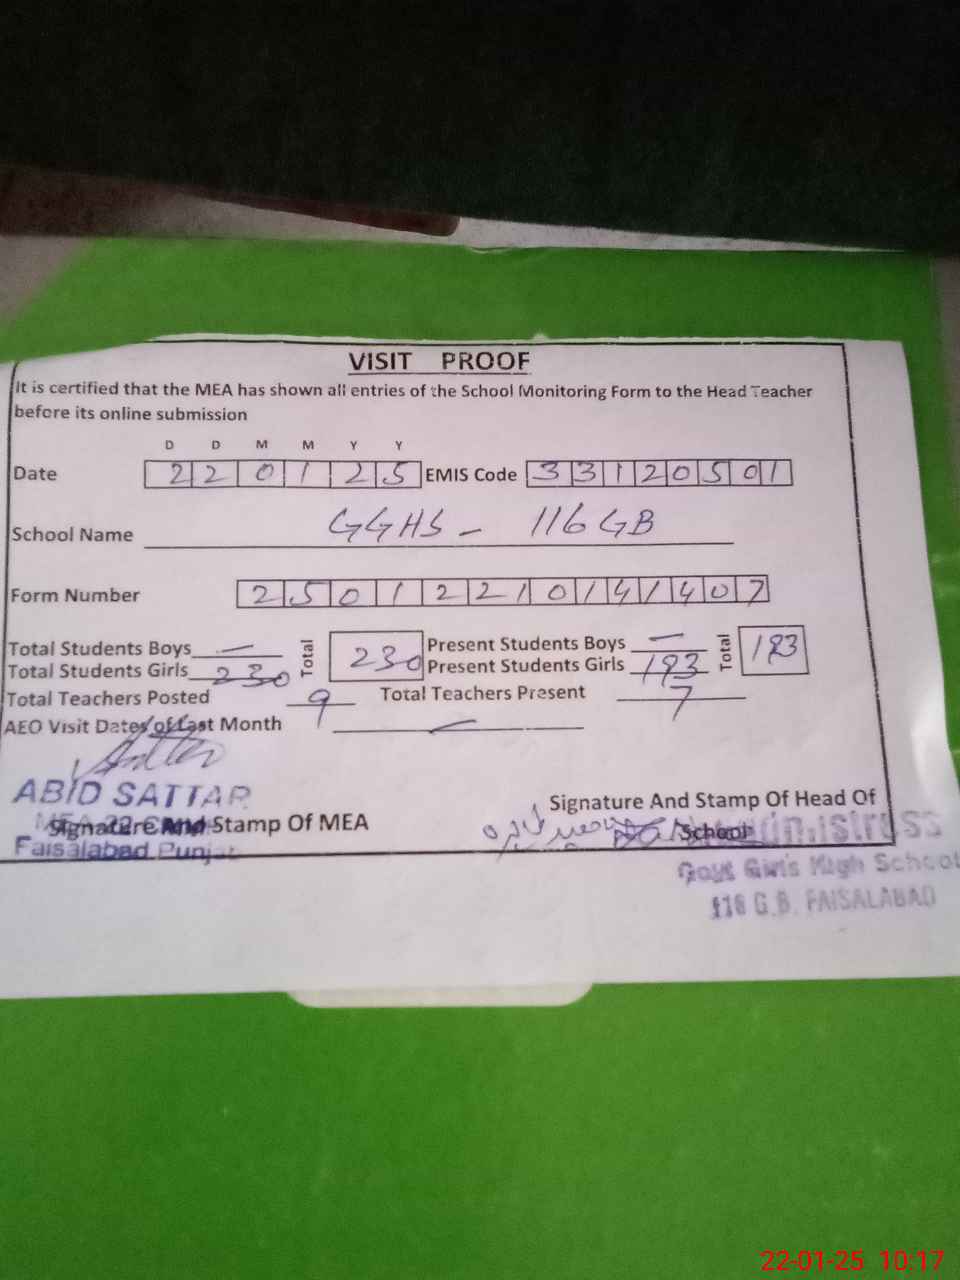 VISIT PROOF
It is certified that the MEA has shown all entries of the School Monitoring Form to the Head Teacher
before its online submission
D D M M Y Y
Date 2 2 0 1 2 5 EMIS Code 3 3 1 2 0 5 0 1
School Name GGHS - 116 GB
Form Number 2 5 0 1 2 2 1 0 1 4 1 4 0 7
Total Students Boys — Total 230 Present Students Boys — Total 193
Total Students Girls 230 Present Students Girls 193
Total Teachers Posted 9 Total Teachers Present 7
AEO Visit Dates of Last Month —
ABID SATTAR
Signature And Stamp Of MEA
Faisalabad Punjab
Signature And Stamp Of Head Of
School
Govt Girls High School
116 G.B. FAISALABAD
22-01-25 10:17